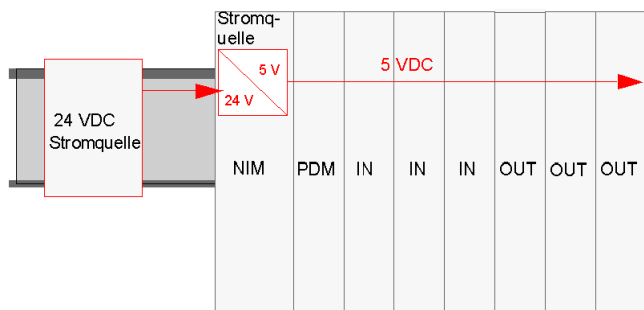 Stromq-
uelle
5 V
24 V
5 VDC
24 VDC
Stromquelle
NIM
PDM
IN
IN
IN
OUT
OUT
OUT